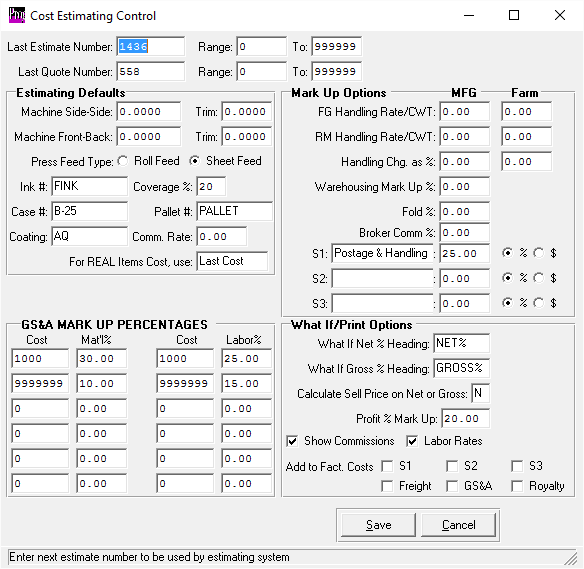 Cost Estimating Control
Last Estimate Number: 1436 Range: 0 To: 999999
Last Quote Number: 558 Range: 0 To: 999999
Estimating Defaults
Machine Side-Side: 0.0000 Trim: 0.0000
Machine Front-Back: 0.0000 Trim: 0.0000
Press Feed Type: Roll Feed Sheet Feed
Ink #: FINK Coverage %: 20
Case #: B-25 Pallet #: PALLET
Coating: AQ Comm. Rate: 0.00
For REAL Items Cost, use: Last Cost
Mark Up Options MFG Farm
FG Handling Rate/CWT: 0.00 0.00
RM Handling Rate/CWT: 0.00 0.00
Handling Chg. as %: 0.00 0.00
Warehousing Mark Up %: 0.00
Fold %: 0.00
Broker Comm %: 0.00
S1: Postage & Handling : 25.00 % $
S2: : 0.00 % $
S3: : 0.00 % $
GS&A MARK UP PERCENTAGES
Cost Mat'l% Cost Labor%
1000 30.00 1000 25.00
9999999 10.00 9999999 15.00
0 0.00 0 0.00
0 0.00 0 0.00
0 0.00 0 0.00
0 0.00 0 0.00
What If/Print Options
What If Net % Heading: NET%
What If Gross % Heading: GROSS%
Calculate Sell Price on Net or Gross: N
Profit % Mark Up: 20.00
Show Commissions Labor Rates
Add to Fact. Costs S1 S2 S3
Freight GS&A Royalty
Save Cancel
Enter next estimate number to be used by estimating system